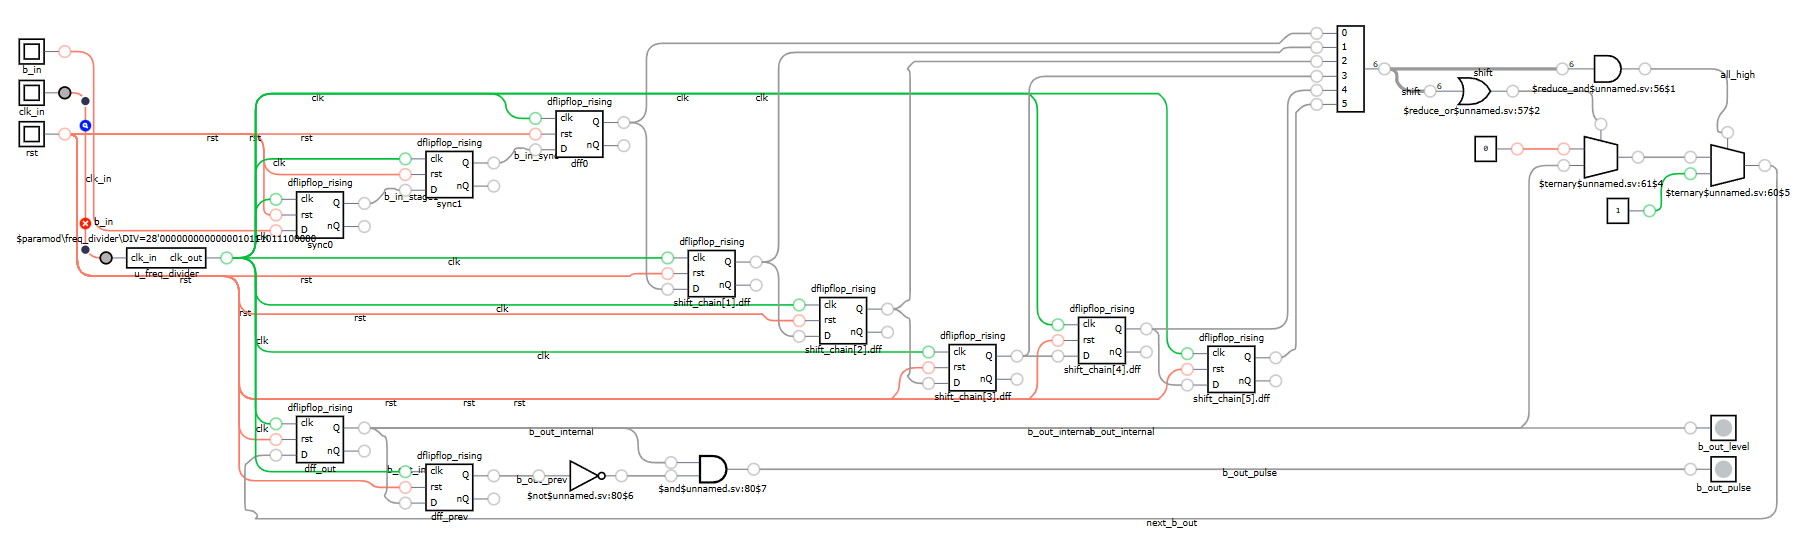 b_in
clk_in
rst
clk_in
b_in
$paramod\freq_divider\DIV=28'
clk_in clk_out
u_freq_divider
rst
rst
rst
rst
rst
clk
clk
clk
clk
dflipflop_rising
clk
rst
D
Q
nQ
sync0
b_in_stage
dflipflop_rising
clk
rst
D
Q
nQ
sync1
b_in_sync
dflipflop_rising
clk
rst
D
Q
nQ
dff0
clk
clk
rst
clk
dflipflop_rising
clk
rst
D
Q
nQ
shift_chain[1].dff
rst
rst
clk
dflipflop_rising
clk
rst
D
Q
nQ
shift_chain[2].dff
clk
clk
dflipflop_rising
clk
rst
D
Q
nQ
shift_chain[3].dff
rst
rst
rst
dflipflop_rising
clk
rst
D
Q
nQ
shift_chain[4].dff
dflipflop_rising
clk
rst
D
Q
nQ
shift_chain[5].dff
0
1
2
3
4
5
6
shift
6
shift
6
$reduce_and$unnamed.sv:56$1
$reduce_or$unnamed.sv:57$2
all_high
0
$ternary$unnamed.sv:61$4
1
$ternary$unnamed.sv:60$5
clk
dflipflop_rising
clk
rst
D
Q
nQ
dff_out
dflipflop_rising
clk
rst
D
Q
nQ
dff_prev
b_out_internal
b_out_prev
$not$unnamed.sv:80$6
$and$unnamed.sv:80$7
b_out_internab_out_internal
b_out_pulse
b_out_level
b_out_pulse
next_b_out